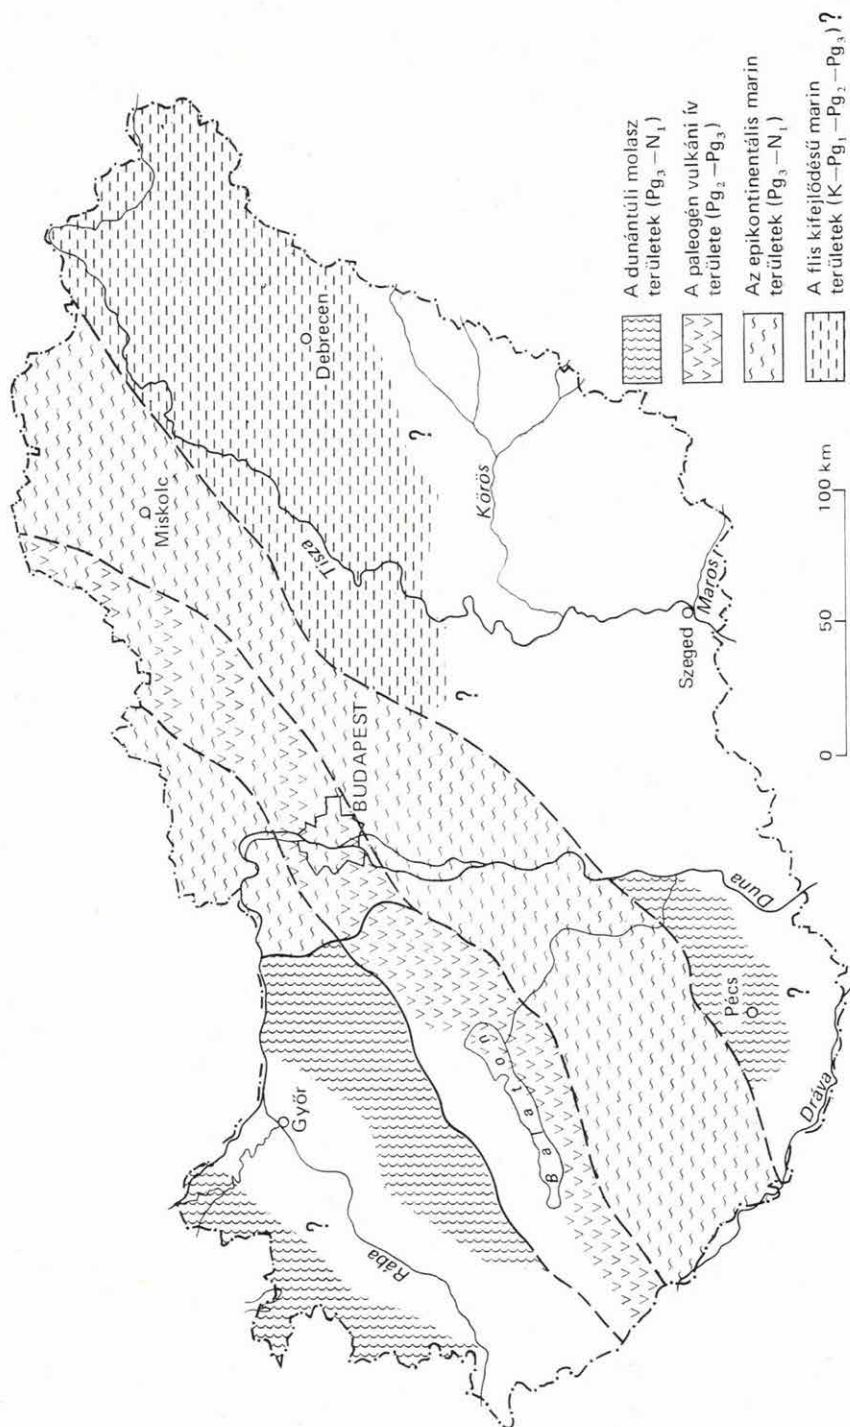 Győr
?
Rába
Balaton
BUDAPEST
Miskolc
Tisza
Debrecen
?
?
Körös
Szeged
Maros
Pécs
?
Duna
Dráva
0 50 100 km
A dunántúli molasz
területek (Pg₃—N₁)
A paleogén vulkáni ív
területe (Pg₂—Pg₃)
Az epikontinentális marin
területek (Pg₃—N₁)
A flis kifejlődésű marin
területek (K—Pg₁—Pg₂—Pg₃) ?